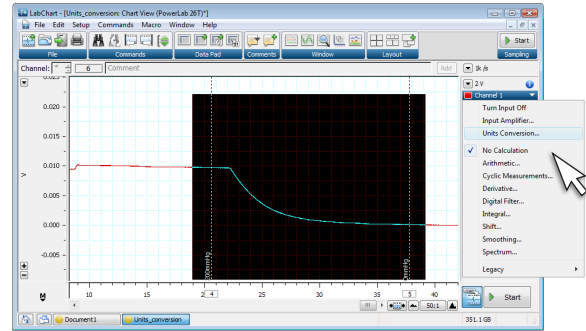 LabChart - [Units_conversion: Chart View (PowerLab 26T)*]
File Edit Setup Commands Macro Window Help
File Commands Data Pad Comments Window Layout Sampling
Start
Channel: * 6 Comment Add 1k /s
2 V
Channel 1
0.025
0.020
0.015
0.010
0.005
0.000
-0.005
V
200mmHg
0mmHg
Turn Input Off
Input Amplifier...
Units Conversion...
No Calculation
Arithmetic...
Cyclic Measurements...
Derivative...
Digital Filter...
Integral...
Shift...
Smoothing...
Spectrum...
Legacy
M 10 15 2 4 25 30 35 5 40
50:1
Start
Document1 Units_conversion 351.1 GB